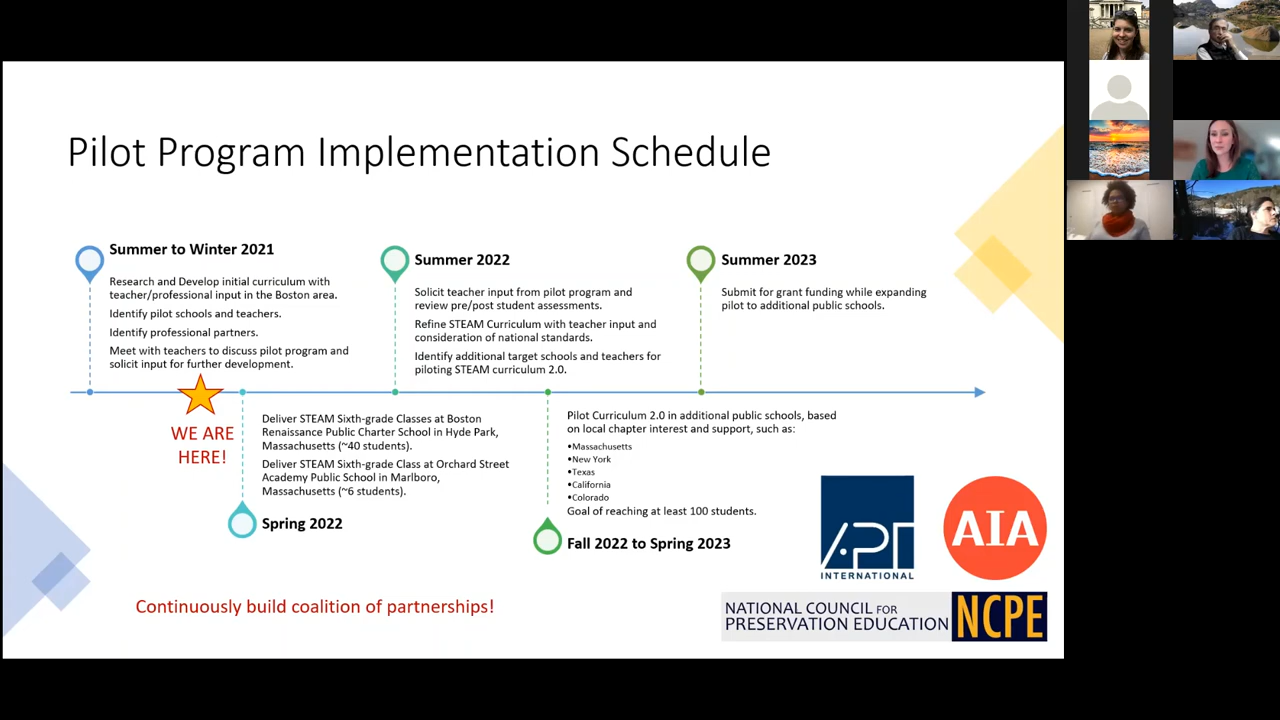 Pilot Program Implementation Schedule
Summer to Winter 2021
Research and Develop initial curriculum with
teacher/professional input in the Boston area.
Identify pilot schools and teachers.
Identify professional partners.
Meet with teachers to discuss pilot program and
solicit input for further development.
Summer 2022
Solicit teacher input from pilot program and
review pre/post student assessments.
Refine STEAM Curriculum with teacher input and
consideration of national standards.
Identify additional target schools and teachers for
piloting STEAM curriculum 2.0.
Summer 2023
Submit for grant funding while expanding
pilot to additional public schools.
WE ARE
HERE!
Deliver STEAM Sixth-grade Classes at Boston
Renaissance Public Charter School in Hyde Park,
Massachusetts (~40 students).
Deliver STEAM Sixth-grade Class at Orchard Street
Academy Public School in Marlboro,
Massachusetts (~6 students).
Spring 2022
Pilot Curriculum 2.0 in additional public schools, based
on local chapter interest and support, such as:
•Massachusetts
•New York
•Texas
•California
•Colorado
Goal of reaching at least 100 students.
Fall 2022 to Spring 2023
Continuously build coalition of partnerships!
APT
INTERNATIONAL
AIA
NATIONAL COUNCIL FOR
PRESERVATION EDUCATION
NCPE